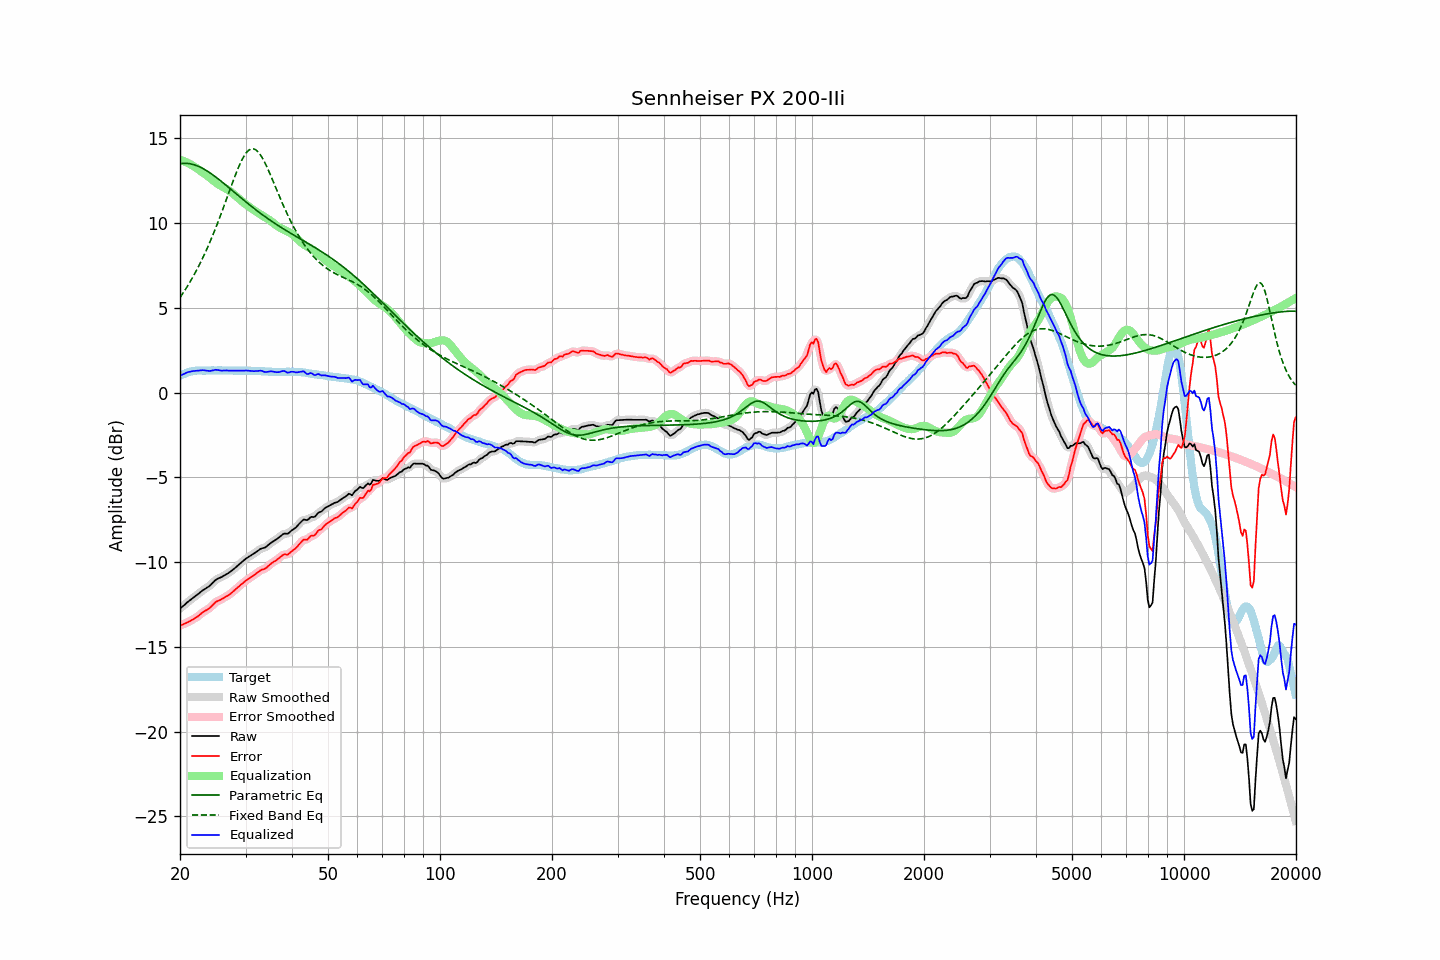 Sennheiser PX 200-IIi
15
10
5
0
−5
−10
−15
−20
−25
Amplitude (dBr)
Target
Raw Smoothed
Error Smoothed
Raw
Error
Equalization
Parametric Eq
Fixed Band Eq
Equalized
20 50 100 200 500 1000 2000 5000 10000 20000
Frequency (Hz)